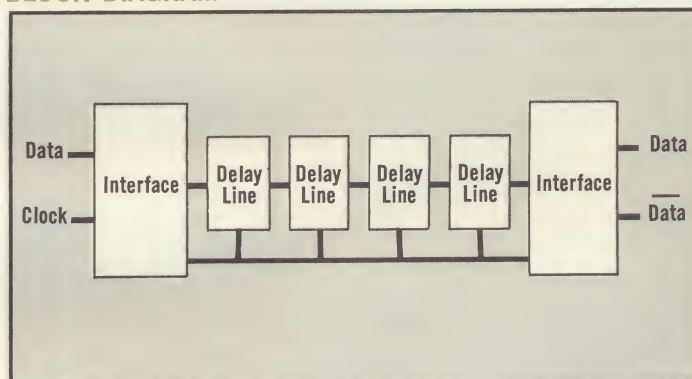 Data
Clock
Interface
Delay
Line
Delay
Line
Delay
Line
Delay
Line
Interface
Data
Data